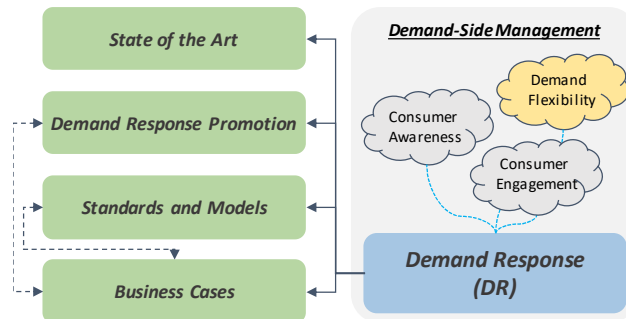 State of the Art
Demand Response Promotion
Standards and Models
Business Cases
Demand-Side Management
Demand
Flexibility
Consumer
Awareness
Consumer
Engagement
Demand Response
(DR)